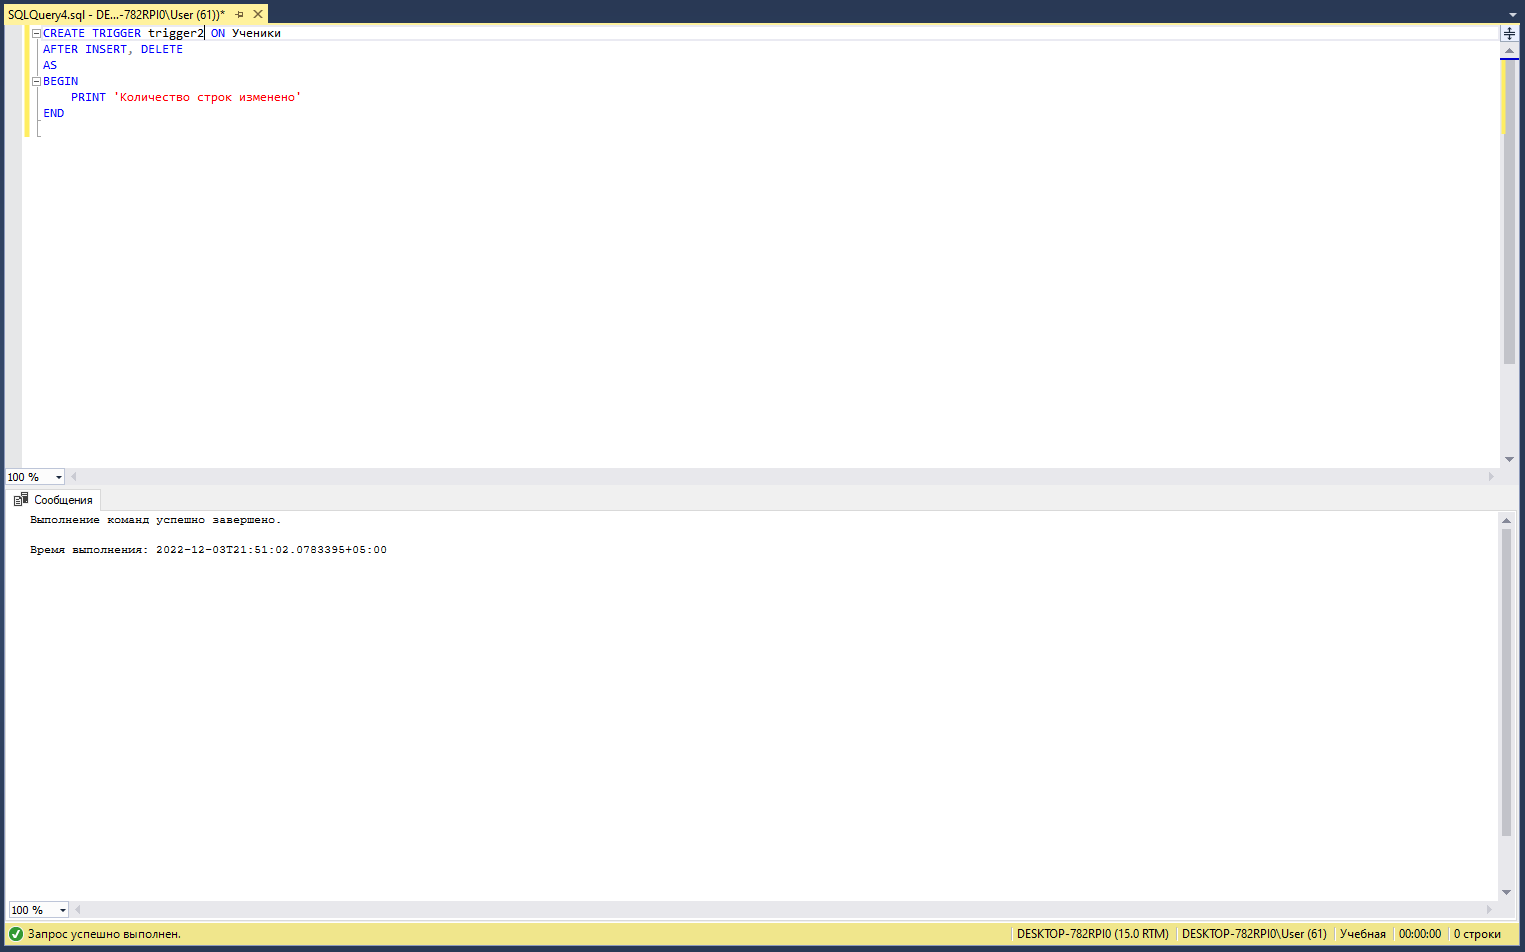 SQLQuery4.sql - DE...-782RPI0\User (61))*
CREATE TRIGGER trigger2 ON Ученики
AFTER INSERT, DELETE
AS
BEGIN
PRINT 'Количество строк изменено'
END
100 %
Сообщения
Выполнение команд успешно завершено.
Время выполнения: 2022-12-03T21:51:02.0783395+05:00
100 %
Запрос успешно выполнен.
DESKTOP-782RPI0 (15.0 RTM)
DESKTOP-782RPI0\User (61)
Учебная
00:00:00
0 строки